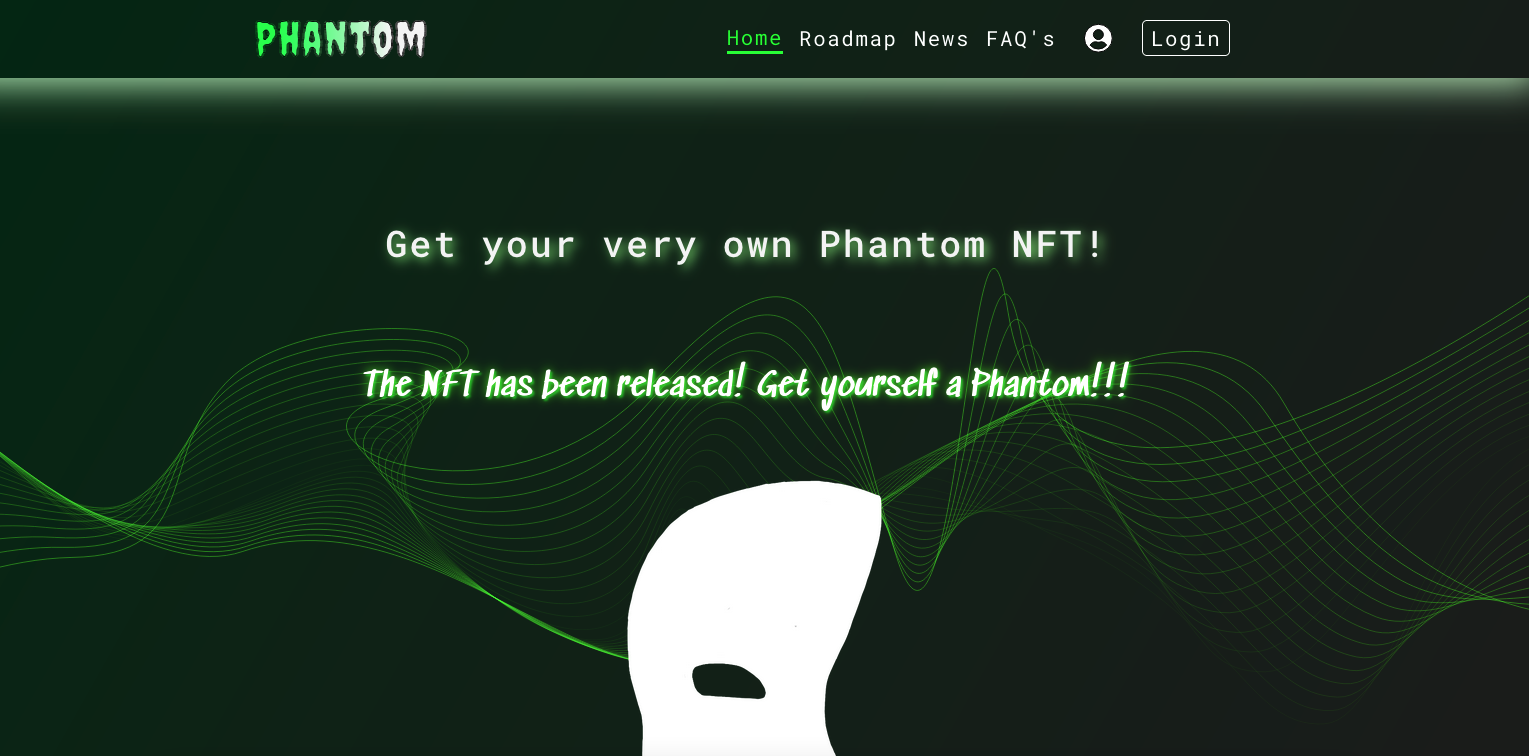 PHANTOM
Home Roadmap News FAQ's Login
Get your very own Phantom NFT!
The NFT has been released! Get yourself a Phantom!!!